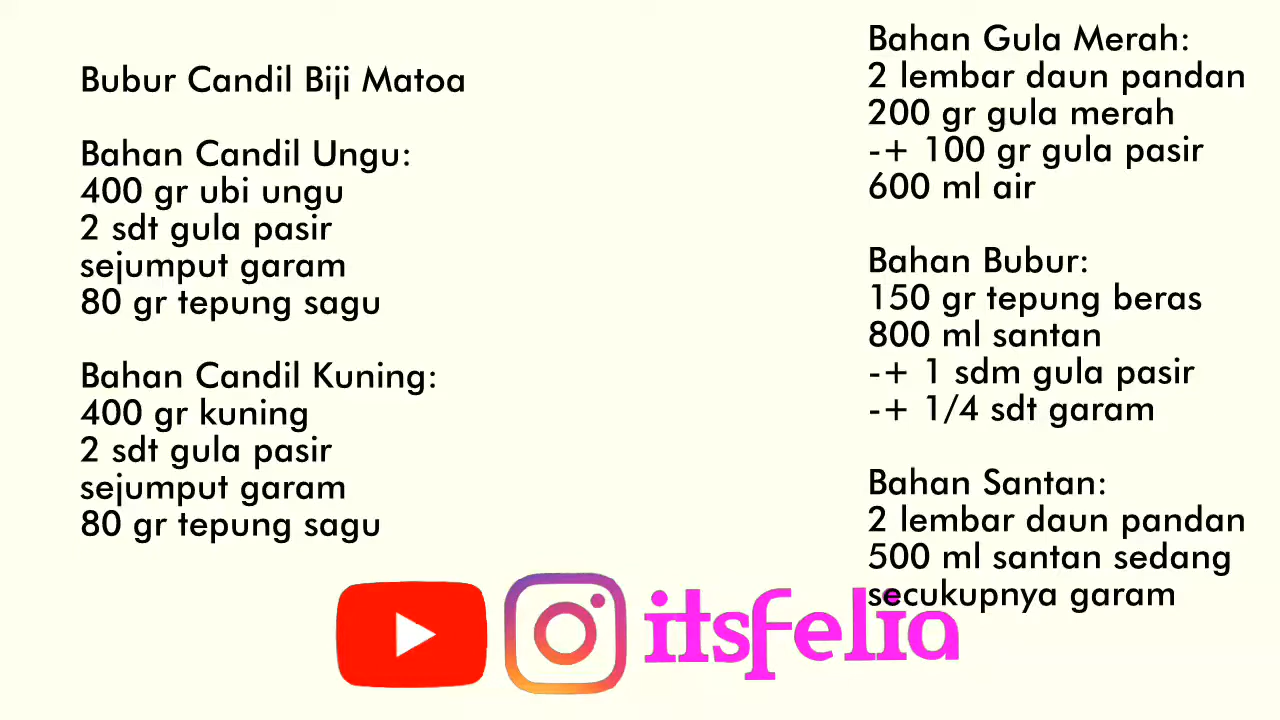 Bubur Candil Biji Matoa
Bahan Candil Ungu:
400 gr ubi ungu
2 sdt gula pasir
sejumput garam
80 gr tepung sagu
Bahan Candil Kuning:
400 gr kuning
2 sdt gula pasir
sejumput garam
80 gr tepung sagu
Bahan Gula Merah:
2 lembar daun pandan
200 gr gula merah
-+ 100 gr gula pasir
600 ml air
Bahan Bubur:
150 gr tepung beras
800 ml santan
-+ 1 sdm gula pasir
-+ 1/4 sdt garam
Bahan Santan:
2 lembar daun pandan
500 ml santan sedang
secukupnya garam
itsfelia